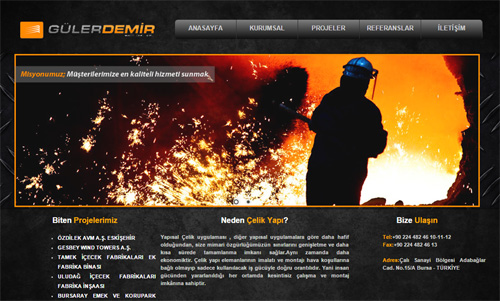 GÜLERDEMİR
ANASAYFA
KURUMSAL
PROJELER
REFERANSLAR
İLETİŞİM
Misyonumuz; Müşterilerimize en kaliteli hizmeti sunmak,
Biten Projelerimiz
ÖZDİLEK AVM A.Ş. ESKİŞEHİR
GESBEY WIND TOWERS A.Ş.
TAMEK İÇECEK FABRİKALARI EK
FABRİKA BİNASI
ULUDAĞ İÇECEK FABRİKALARI
FABRİKA İNŞAASI
BURSARAY EMEK VE KORUPARK
Neden Çelik Yapı?
Yapısal Çelik uygulaması , diğer yapısal uygulamalara göre daha hafif
olduğundan, size mimari özgürlüğünüzün sınırlarını genişletme ve daha
kısa sürede tamamlanma imkanı sağlar.Aynı zamanda daha
ekonomiktir. Çelik yapı elemanlarının imalatı ve montajı hava koşullarına
bağlı olmayıp sadece kullanılacak iş gücüyle doğru orantılıdır. Yani insan
gücünden yararlanıldığı her ortamda kesintisiz çalışma ve montaj
imkanına sahiptir.
Bize Ulaşın
Tel:+90 224 482 46 10-11-12
Fax:+90 224 482 46 13
Adres:Çalı Sanayi Bölgesi Adabağlar
Cad. No.15/A Bursa - TÜRKİYE